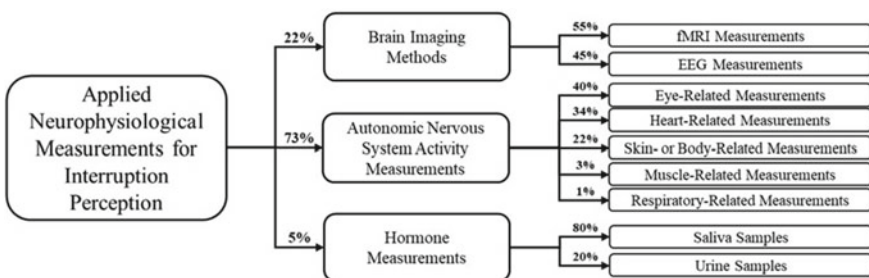 Applied
Neurophysiological
Measurements for
Interruption
Perception
22%
Brain Imaging
Methods
55%
fMRI Measurements
45%
EEG Measurements
73%
Autonomic Nervous
System Activity
Measurements
40%
Eye-Related Measurements
34%
Heart-Related Measurements
22%
Skin- or Body-Related Measurements
3%
Muscle-Related Measurements
1%
Respiratory-Related Measurements
5%
Hormone
Measurements
80%
Saliva Samples
20%
Urine Samples